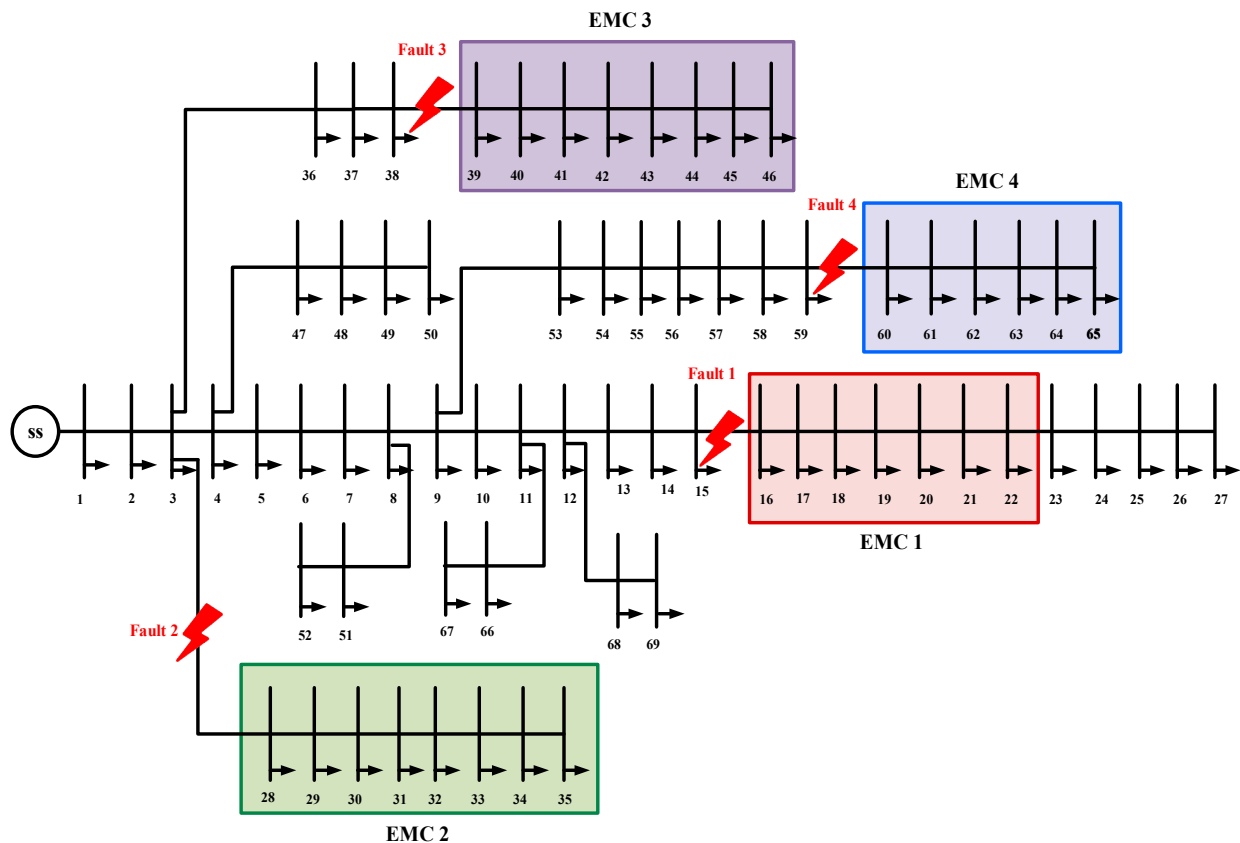 EMC 3
Fault 3
36 37 38 39 40 41 42 43 44 45 46
EMC 4
Fault 4
47 48 49 50 53 54 55 56 57 58 59 60 61 62 63 64 65
Fault 1
ss
1 2 3 4 5 6 7 8 9 10 11 12 13 14 15 16 17 18 19 20 21 22 23 24 25 26 27
EMC 1
52 51 67 66 68 69
Fault 2
28 29 30 31 32 33 34 35
EMC 2